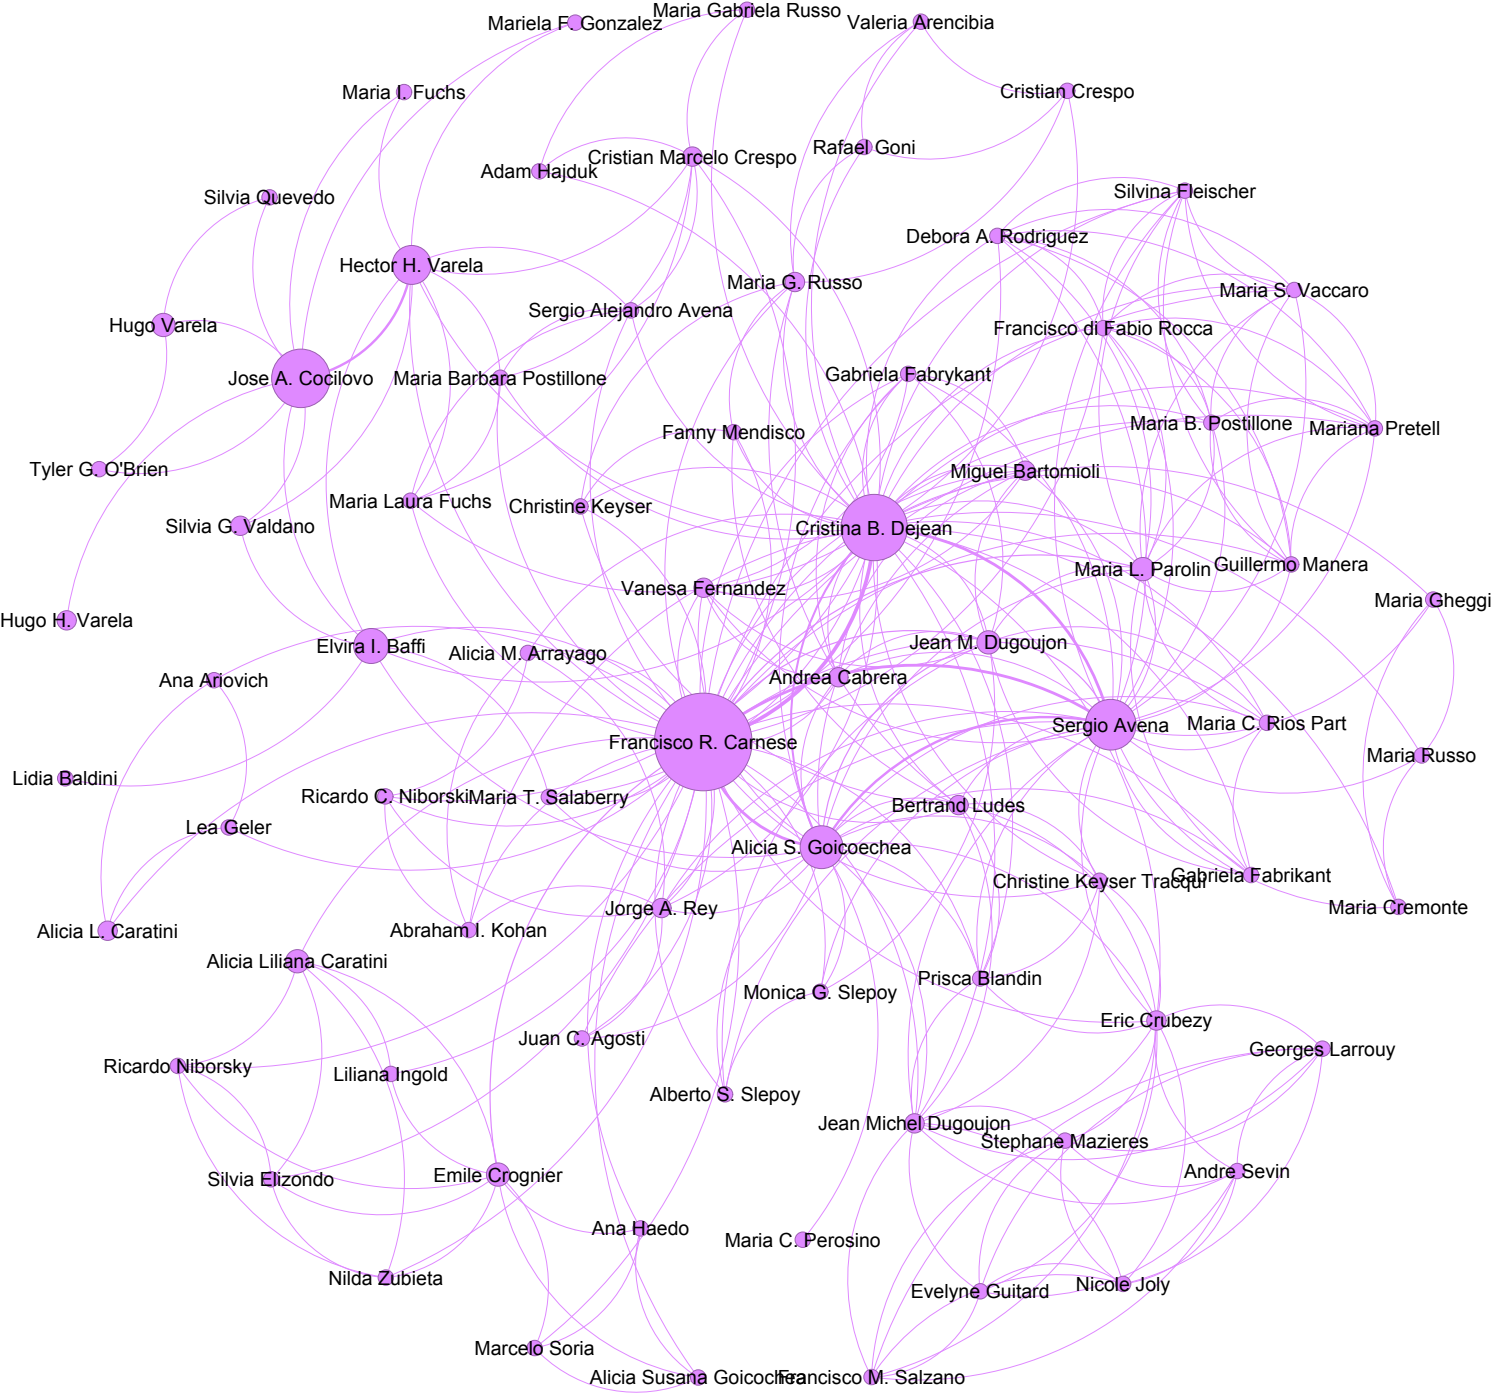 Maria Gabriela Russo
Mariela F. Gonzalez
Valeria Arencibia
Maria I. Fuchs
Cristian Crespo
Rafael Goni
Cristian Marcelo Crespo
Adam Hajduk
Silvina Fleischer
Silvia Quevedo
Debora A. Rodriguez
Hector H. Varela
Maria G. Russo
Maria S. Vaccaro
Sergio Alejandro Avena
Hugo Varela
Francisco di Fabio Rocca
Gabriela Fabrykant
Jose A. Cocilovo
Maria Barbara Postillone
Maria B. Postillone
Mariana Pretell
Fanny Mendisco
Tyler G. O'Brien
Miguel Bartomioli
Maria Laura Fuchs
Christine Keyser
Silvia G. Valdano
Cristina B. Dejean
Maria L. Parolin
Guillermo Manera
Vanesa Fernandez
Maria Gheggi
Hugo H. Varela
Elvira I. Baffi
Alicia M. Arrayago
Jean M. Dugoujon
Ana Ariovich
Andrea Cabrera
Sergio Avena
Maria C. Rios Part
Francisco R. Carnese
Maria Russo
Lidia Baldini
Ricardo C. Niborski
Maria T. Salaberry
Bertrand Ludes
Lea Geler
Alicia S. Goicoechea
Christine Keyser Tracqui
Gabriela Fabrikant
Maria Cremonte
Jorge A. Rey
Alicia L. Caratini
Abraham I. Kohan
Alicia Liliana Caratini
Prisca Blandin
Monica G. Slepoy
Eric Crubezy
Juan C. Agosti
Georges Larrouy
Ricardo Niborsky
Liliana Ingold
Alberto S. Slepoy
Jean Michel Dugoujon
Stephane Mazieres
Andre Sevin
Emile Crognier
Silvia Elizondo
Ana Haedo
Maria C. Perosino
Nilda Zubieta
Nicole Joly
Evelyne Guitard
Marcelo Soria
Alicia Susana Goicochea
Francisco M. Salzano